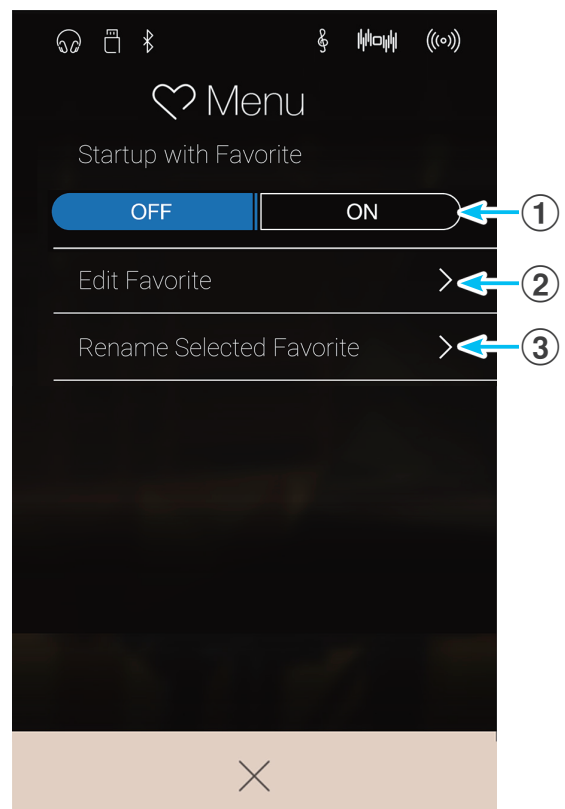 Menu
Startup with Favorite
OFF ON 1
Edit Favorite 2
Rename Selected Favorite 3